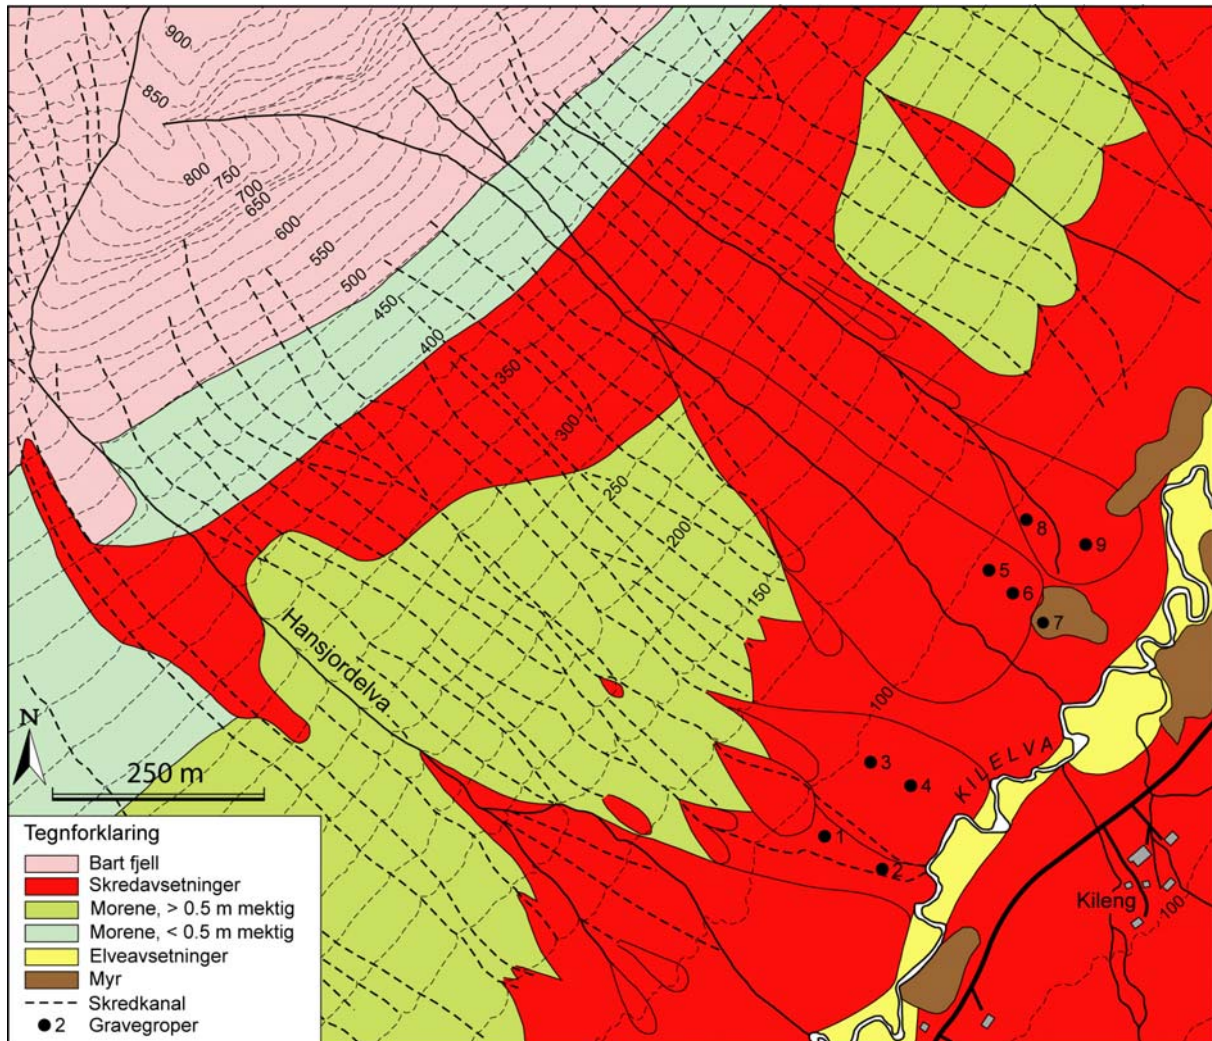 900
850
800
750
700
650
600
550
500
450
400
350
300
250
200
150
100
Hansjordelva
8
9
5
6
7
3
4
1
2
KILELVA
Kileng
100
N
250 m
Tegnforklaring
Bart fjell
Skredavsetninger
Morene, > 0.5 m mektig
Morene, < 0.5 m mektig
Elveavsetninger
Myr
Skredkanal
2 Gravegroper